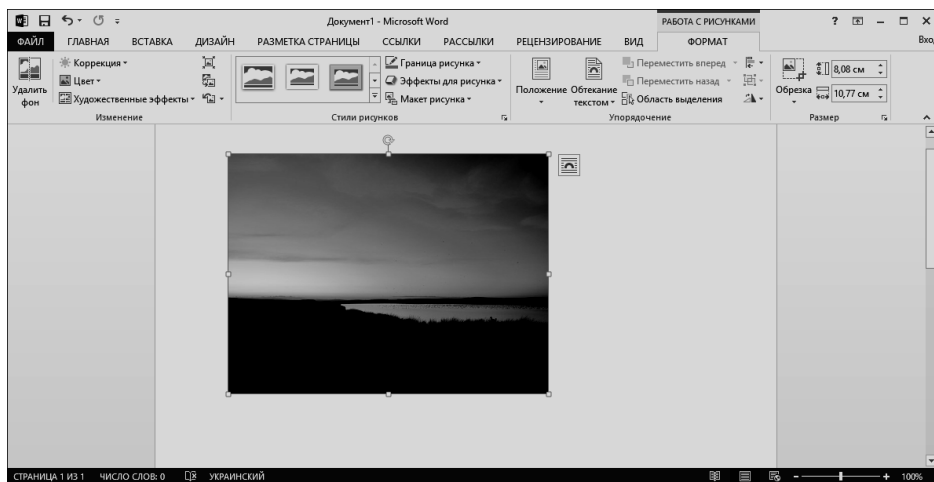 Документ1 - Microsoft Word
РАБОТА С РИСУНКАМИ
?
ФАЙЛ ГЛАВНАЯ ВСТАВКА ДИЗАЙН РАЗМЕТКА СТРАНИЦЫ ССЫЛКИ РАССЫЛКИ РЕЦЕНЗИРОВАНИЕ ВИД ФОРМАТ
Удалить фон
Коррекция
Цвет
Художественные эффекты
Изменение
Граница рисунка
Эффекты для рисунка
Макет рисунка
Стили рисунков
Положение
Обтекание текстом
Переместить вперед
Переместить назад
Область выделения
Упорядочение
Обрезка
8,08 см
10,77 см
Размер
СТРАНИЦА 1 ИЗ 1 ЧИСЛО СЛОВ: 0 УКРАИНСКИЙ 100%